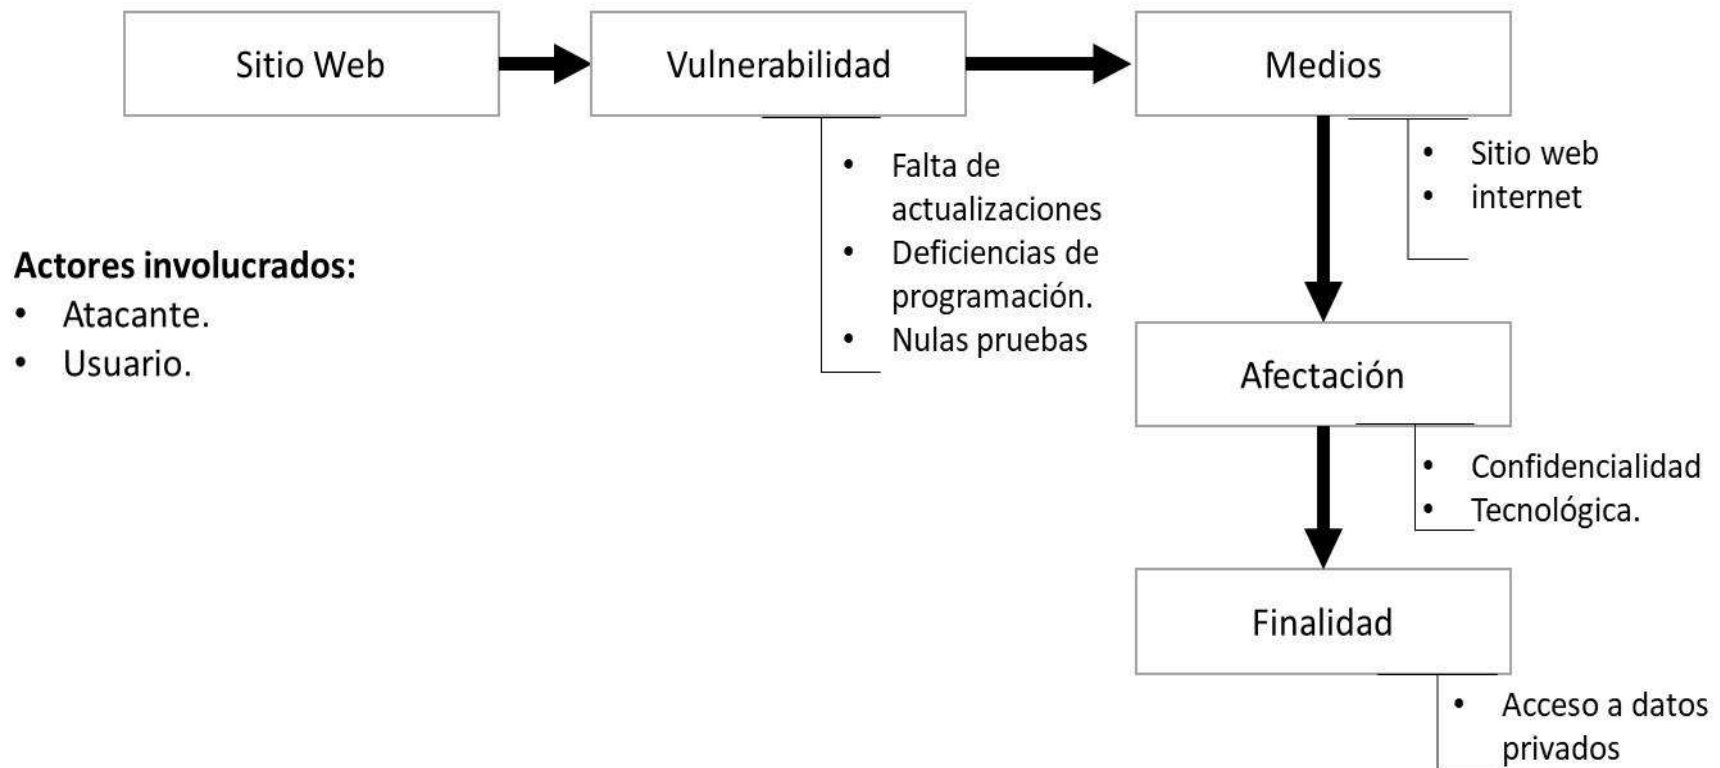 Sitio Web
Vulnerabilidad
Medios
• Falta de
actualizaciones
• Deficiencias de
programación.
• Nulas pruebas
• Sitio web
• internet
Actores involucrados:
• Atacante.
• Usuario.
Afectación
• Confidencialidad
• Tecnológica.
Finalidad
• Acceso a datos
privados